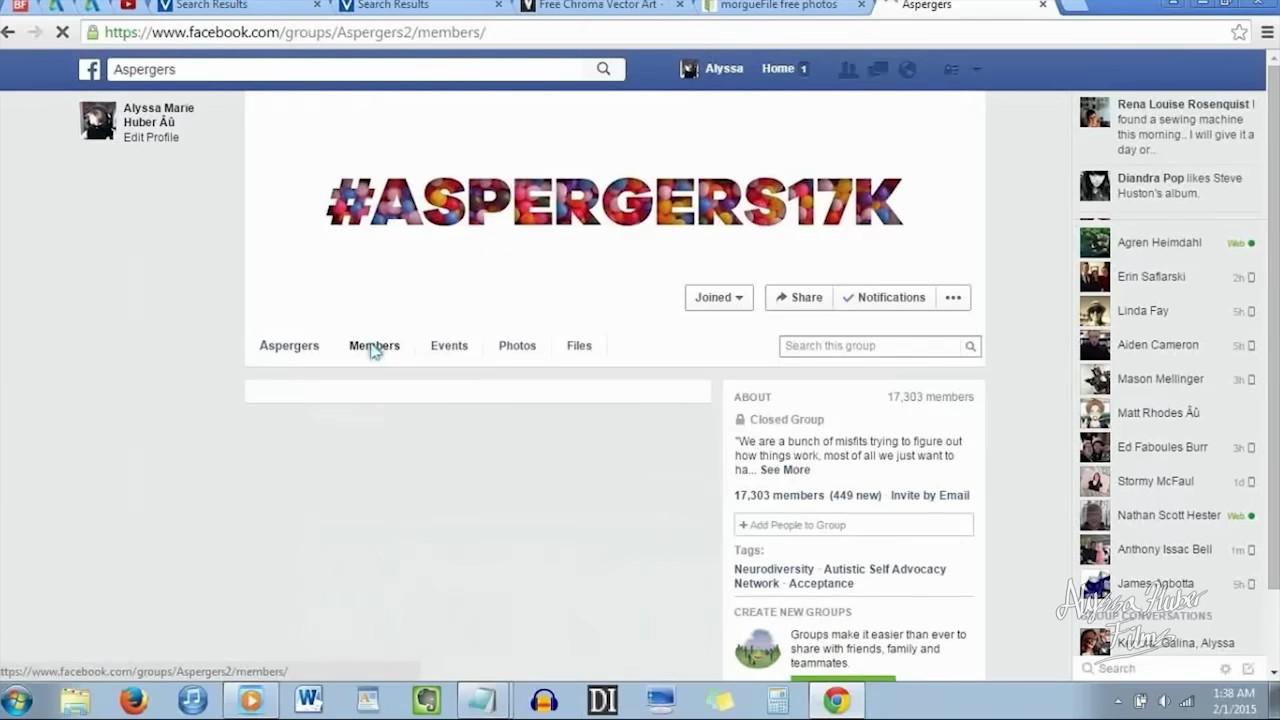 Search Results
Search Results
Free Chroma Vector Art -
morgueFile free photos
Aspergers
https://www.facebook.com/groups/Aspergers2/members/
Aspergers
Alyssa
Home 1
Alyssa Marie
Huber Âû
Edit Profile
#ASPERGERS17K
Joined
Share
Notifications
Aspergers
Members
Events
Photos
Files
Search this group
ABOUT
17,303 members
Closed Group
"We are a bunch of misfits trying to figure out
how things work, most of all we just want to
ha... See More
17,303 members (449 new) · Invite by Email
+ Add People to Group
Tags:
Neurodiversity · Autistic Self Advocacy
Network · Acceptance
CREATE NEW GROUPS
Groups make it easier than ever to
share with friends, family and
teammates.
Rena Louise Rosenquist
found a sewing machine
this morning.. I will give it a
day or..
Diandra Pop likes Steve
Huston's album.
Agren Heimdahl Web
Erin Saflarski 2h
Linda Fay 5h
Aiden Cameron 5h
Mason Mellinger 3h
Matt Rhodes Âû
Ed Faboules Burr 3h
Stormy McFaul 1d
Nathan Scott Hester Web
Anthony Issac Bell 1m
James Abbotta 5h
GROUP CONVERSATIONS
Galina, Alyssa
Search
Alyssa Huber
Films
ttps://www.facebook.com/groups/Aspergers2/members/
1:38 AM
2/1/2015